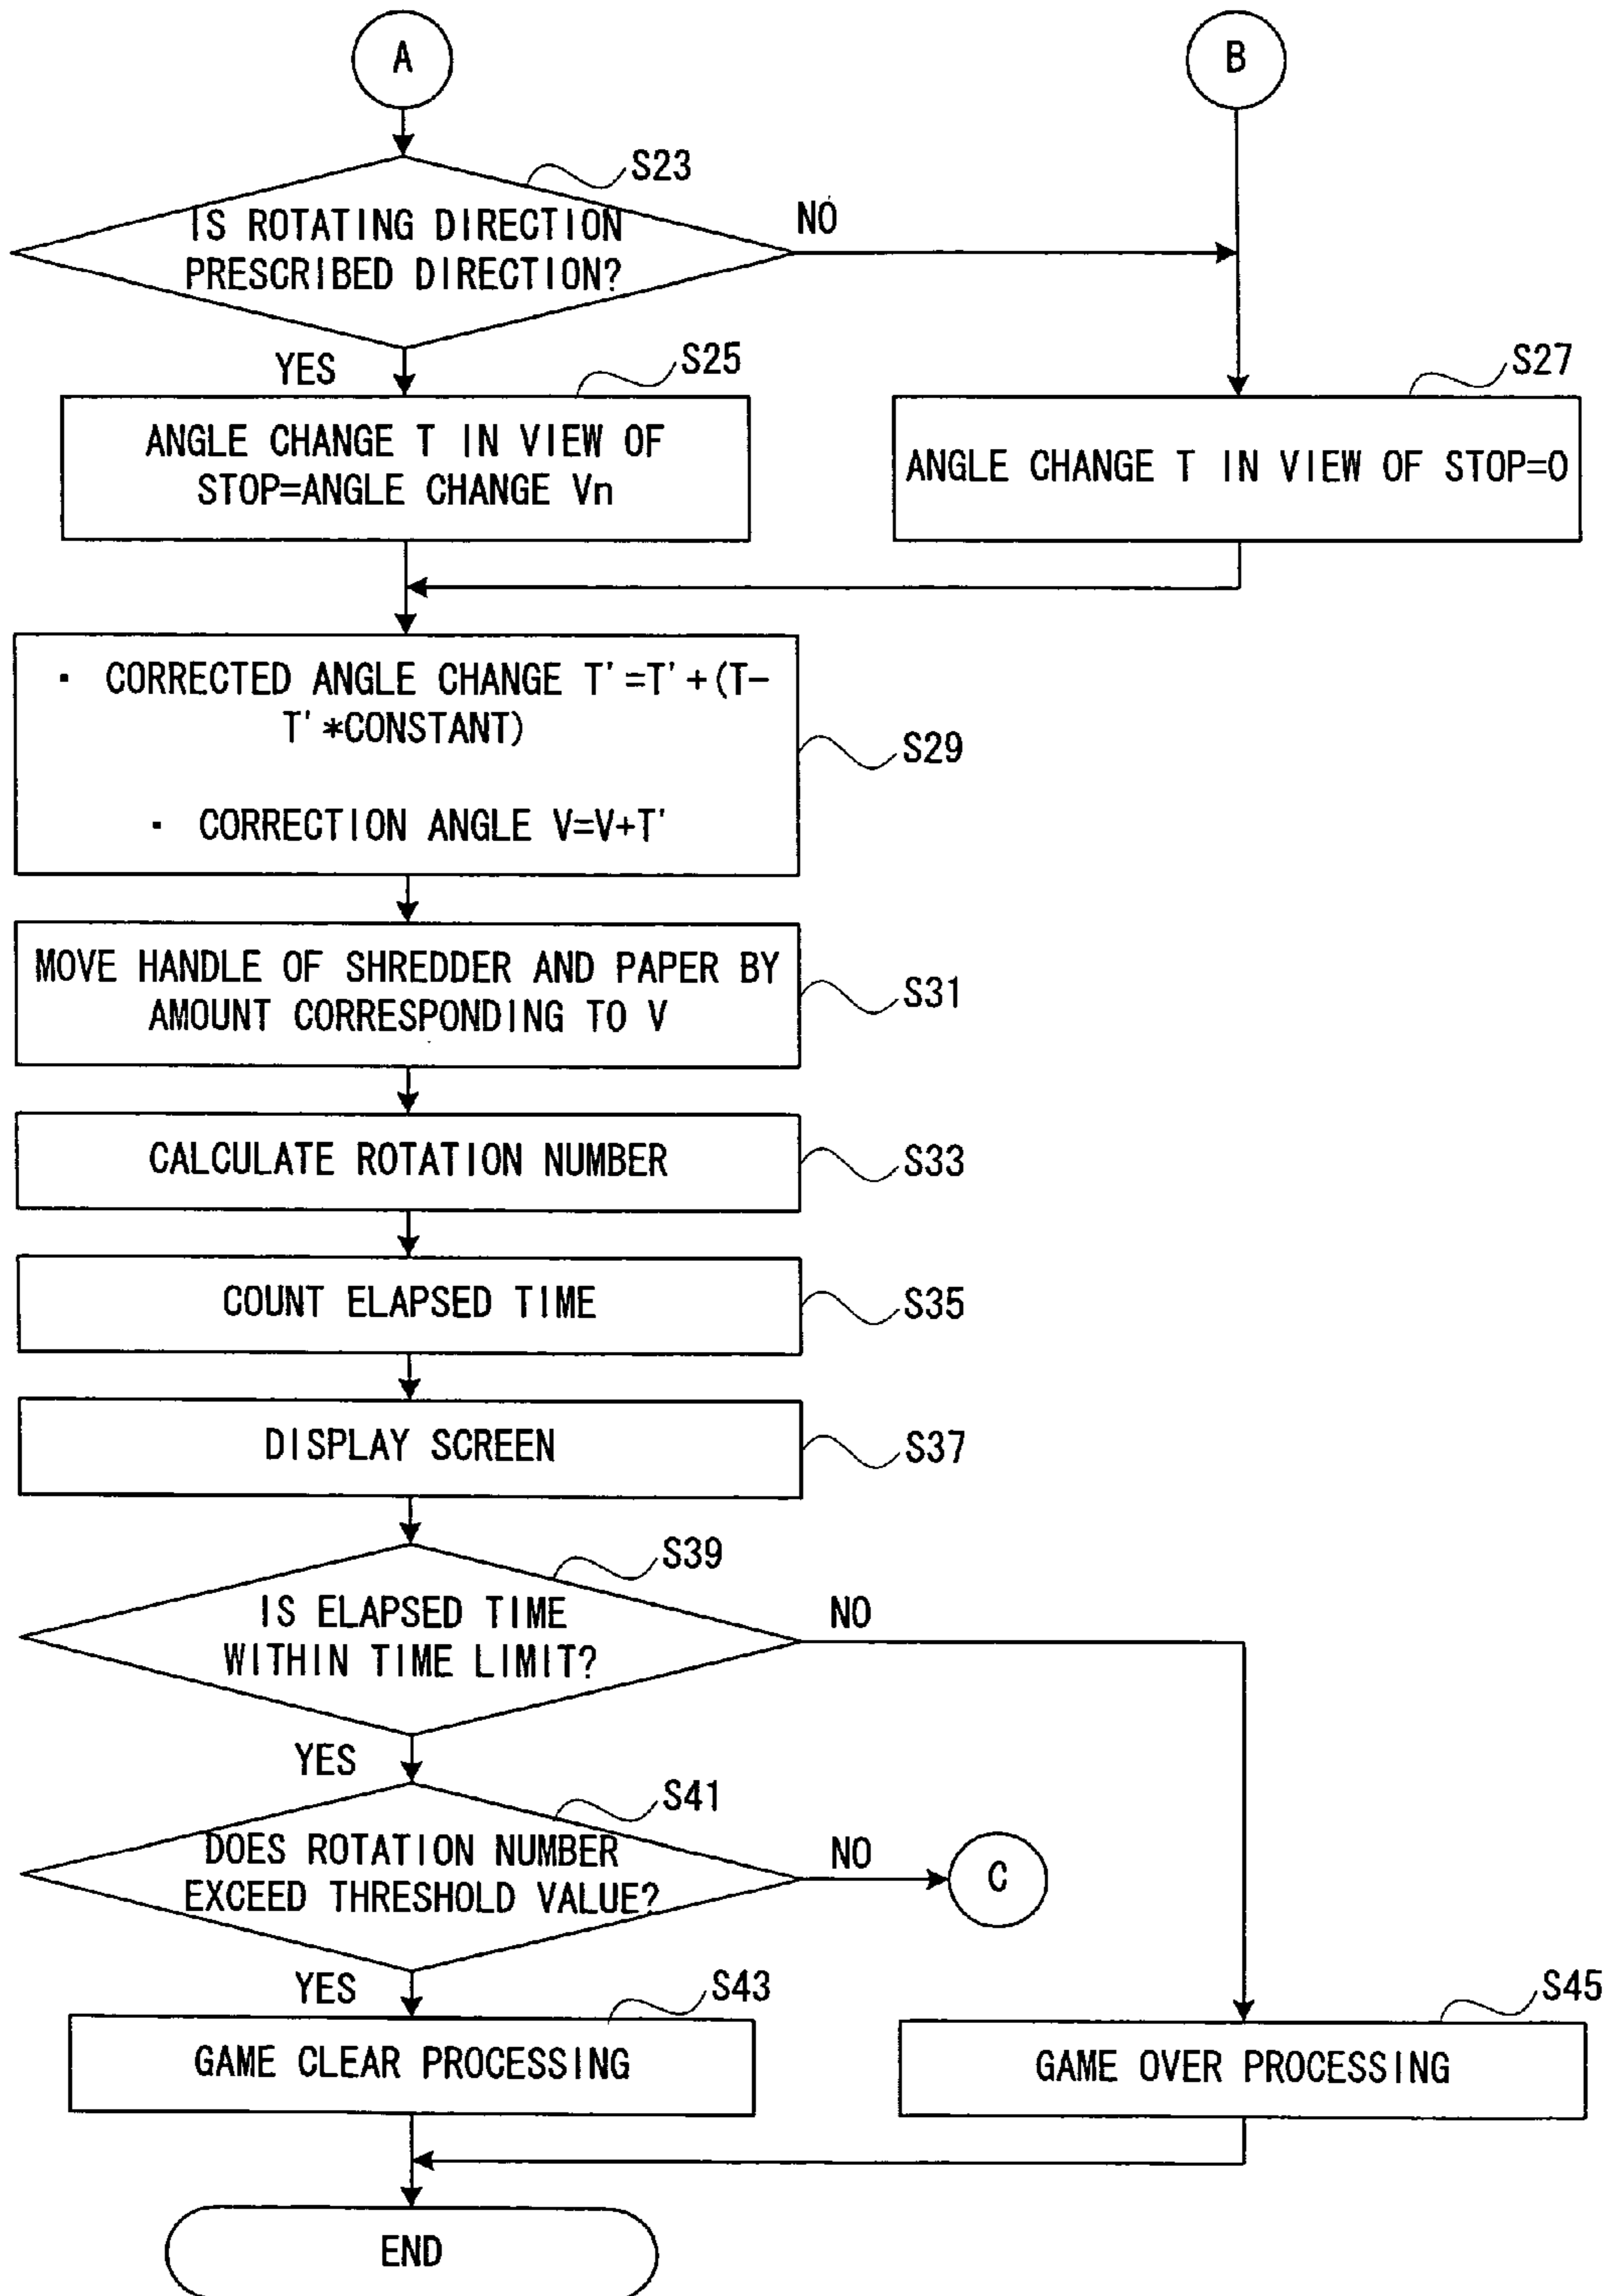 A
B
S23
IS ROTATING DIRECTION
PRESCRIBED DIRECTION?
NO
YES
S25
ANGLE CHANGE T IN VIEW OF
STOP=ANGLE CHANGE Vn
S27
ANGLE CHANGE T IN VIEW OF STOP=0
· CORRECTED ANGLE CHANGE T'=T'+(T-
T'*CONSTANT)
· CORRECTION ANGLE V=V+T'
S29
MOVE HANDLE OF SHREDDER AND PAPER BY
AMOUNT CORRESPONDING TO V
S31
CALCULATE ROTATION NUMBER
S33
COUNT ELAPSED TIME
S35
DISPLAY SCREEN
S37
S39
IS ELAPSED TIME
WITHIN TIME LIMIT?
NO
YES
S41
DOES ROTATION NUMBER
EXCEED THRESHOLD VALUE?
NO
C
YES
S43
GAME CLEAR PROCESSING
S45
GAME OVER PROCESSING
END